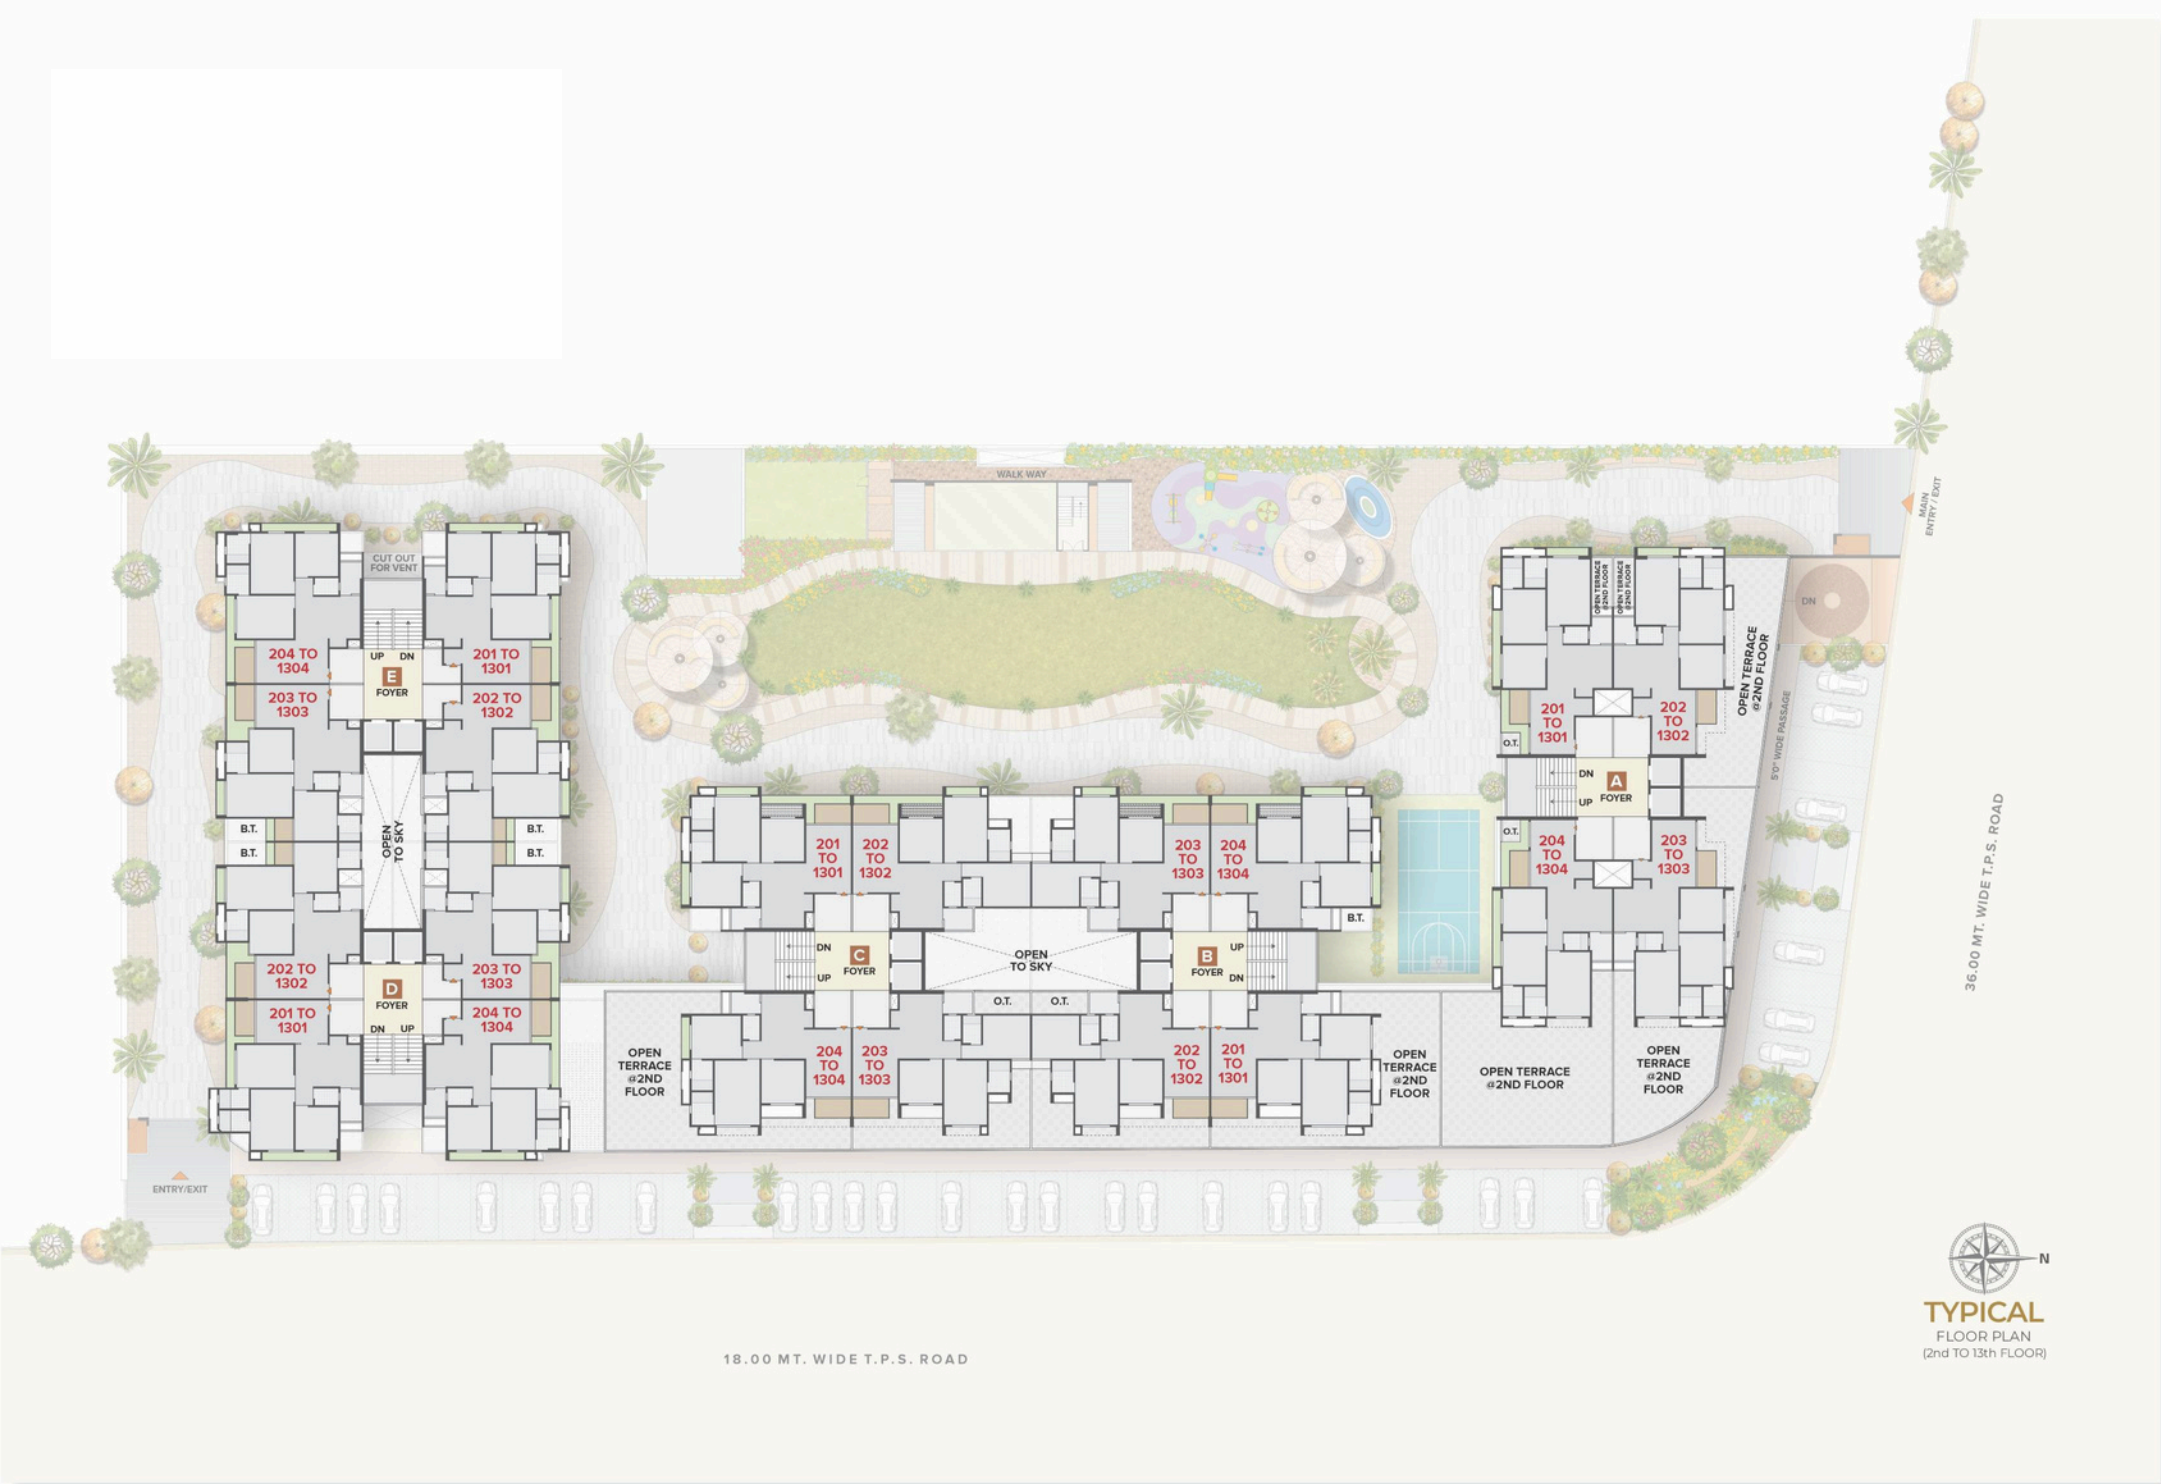 WALK WAY
MAIN
ENTRY / EXIT
CUT OUT
FOR VENT
204 TO
1304
UP DN
E
FOYER
201 TO
1301
203 TO
1303
202 TO
1302
B.T.
B.T.
OPEN
TO SKY
B.T.
B.T.
202 TO
1302
D
FOYER
203 TO
1303
201 TO
1301
DN UP
204 TO
1304
ENTRY/EXIT
201
TO
1301
202
TO
1302
203
TO
1303
204
TO
1304
B.T.
DN
C
FOYER
UP
OPEN
TO SKY
B
FOYER
UP
DN
O.T.
O.T.
OPEN
TERRACE
@2ND
FLOOR
204
TO
1304
203
TO
1303
202
TO
1302
201
TO
1301
OPEN
TERRACE
@2ND
FLOOR
OPEN TERRACE
@2ND FLOOR
OPEN TERRACE
@2ND FLOOR
201
TO
1301
202
TO
1302
O.T.
OPEN TERRACE
@2ND FLOOR
DN
5'0" WIDE PASSAGE
DN
A
FOYER
UP
O.T.
204
TO
1304
203
TO
1303
OPEN TERRACE
@2ND FLOOR
OPEN
TERRACE
@2ND
FLOOR
36.00 MT. WIDE T.P.S. ROAD
18.00 MT. WIDE T.P.S. ROAD
N
TYPICAL
FLOOR PLAN
(2nd TO 13th FLOOR)